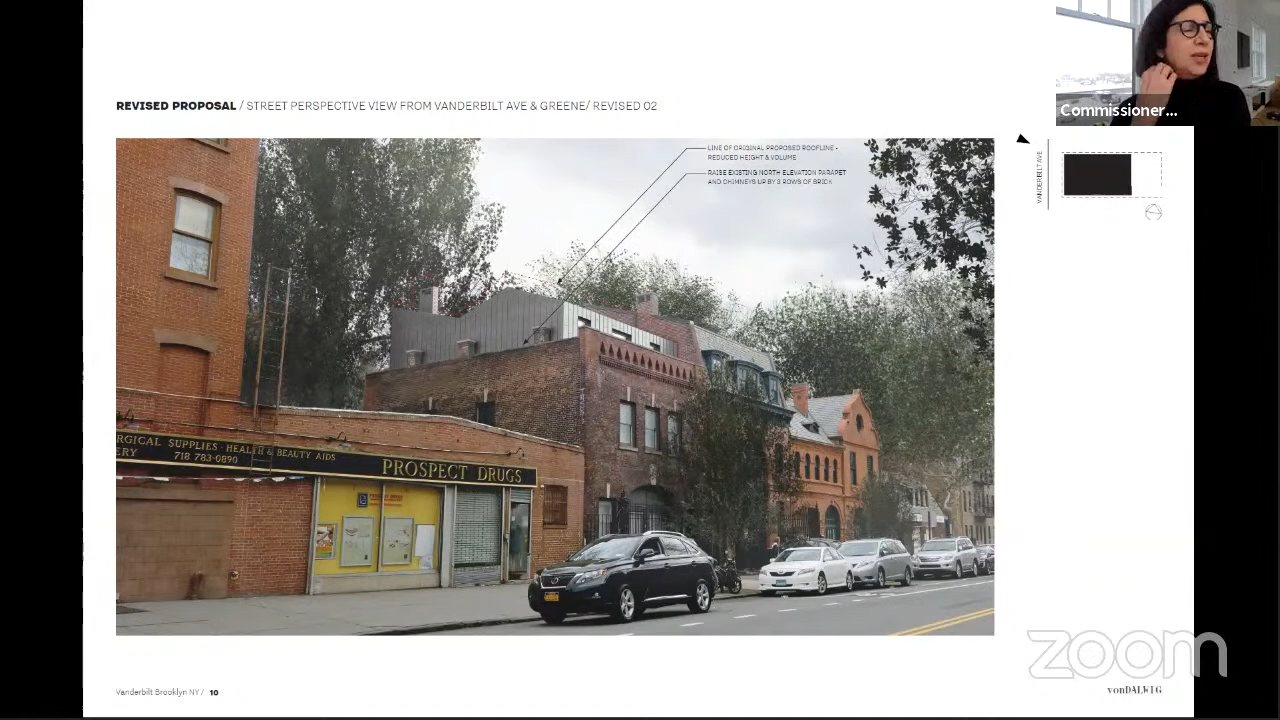 Commissioner...
REVISED PROPOSAL / STREET PERSPECTIVE VIEW FROM VANDERBILT AVE & GREENE/ REVISED 02
LINE OF ORIGINAL PROPOSED ROOFLINE -
REDUCED HEIGHT & VOLUME
RAISE EXISTING NORTH ELEVATION PARAPET
AND CHIMNEYS UP BY 3 ROWS OF BRICK
VANDERBILT AVE
RGICAL SUPPLIES · HEALTH & BEAUTY AIDS
ERY 718 783-0890
PROSPECT DRUGS
zoom
Vanderbilt Brooklyn NY / 10
vonDALWIG